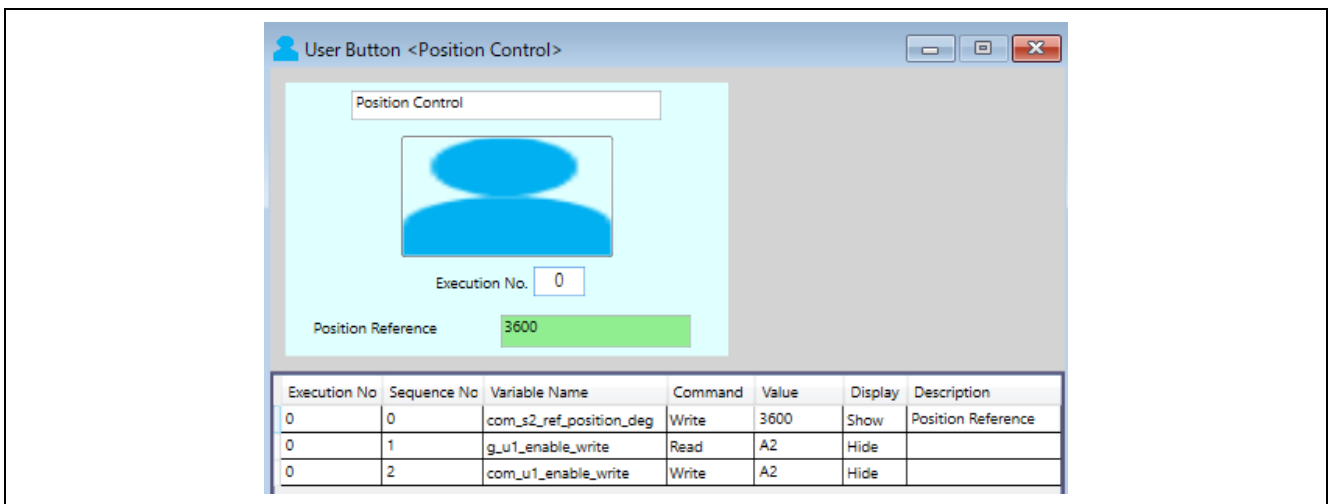 User Button <Position Control>
Position Control
Execution No. 0
Position Reference 3600
Execution No Sequence No Variable Name Command Value Display Description
0 0 com_s2_ref_position_deg Write 3600 Show Position Reference
0 1 g_u1_enable_write Read A2 Hide
0 2 com_u1_enable_write Write A2 Hide